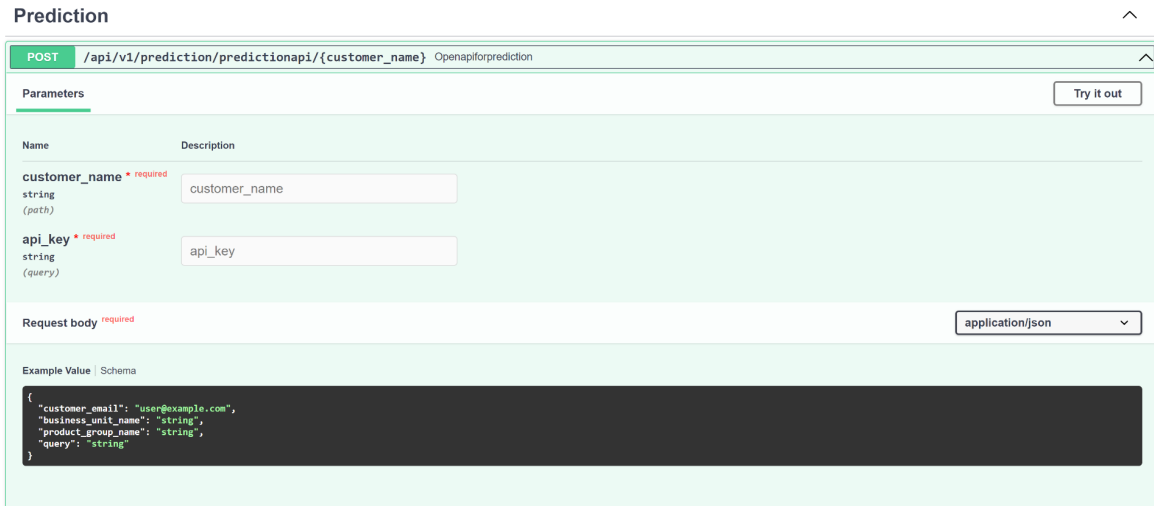 Prediction
POST /api/v1/prediction/predictionapi/{customer_name} Openapiforprediction
Parameters Try it out
Name Description
customer_name * required
string
(path)
customer_name
api_key * required
string
(query)
api_key
Request body required application/json
Example Value | Schema
{
"customer_email": "user@example.com",
"business_unit_name": "string",
"product_group_name": "string",
"query": "string"
}